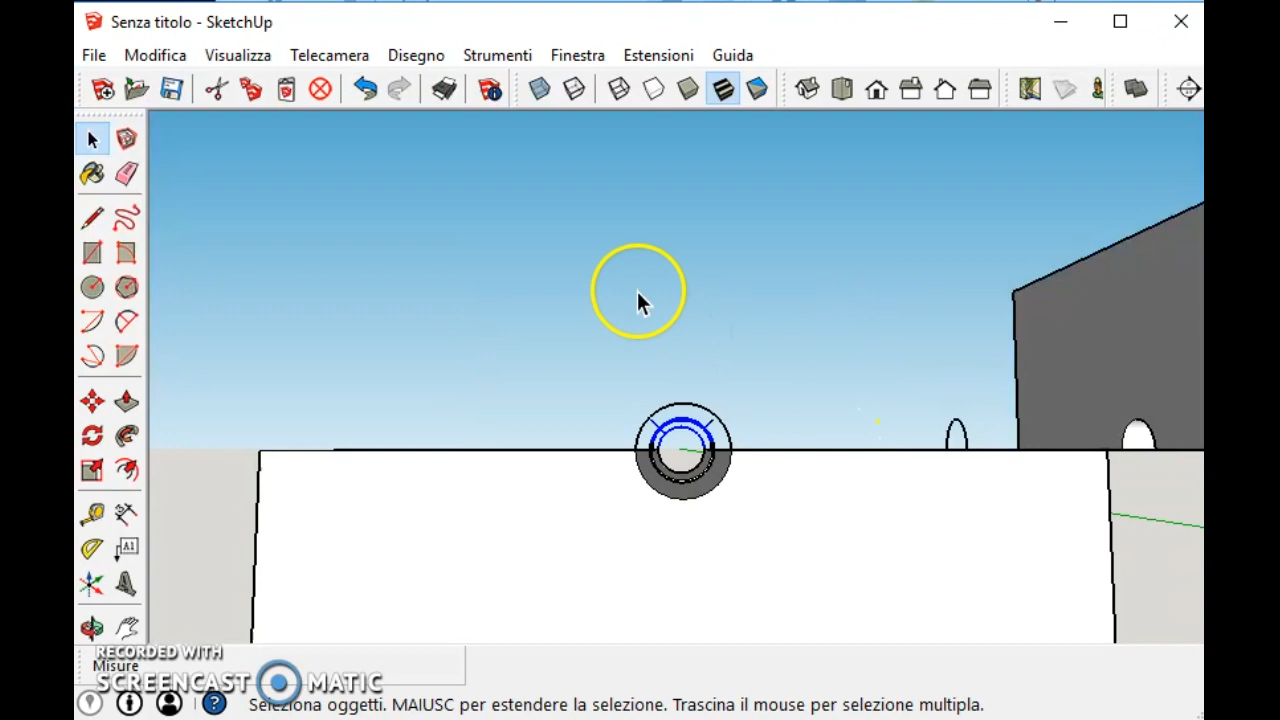 Senza titolo - SketchUp
File Modifica Visualizza Telecamera Disegno Strumenti Finestra Estensioni Guida
A1
RECORDED WITH
Misure
SCREENCAST MATIC
Seleziona oggetti. MAIUSC per estendere la selezione. Trascina il mouse per selezione multipla.